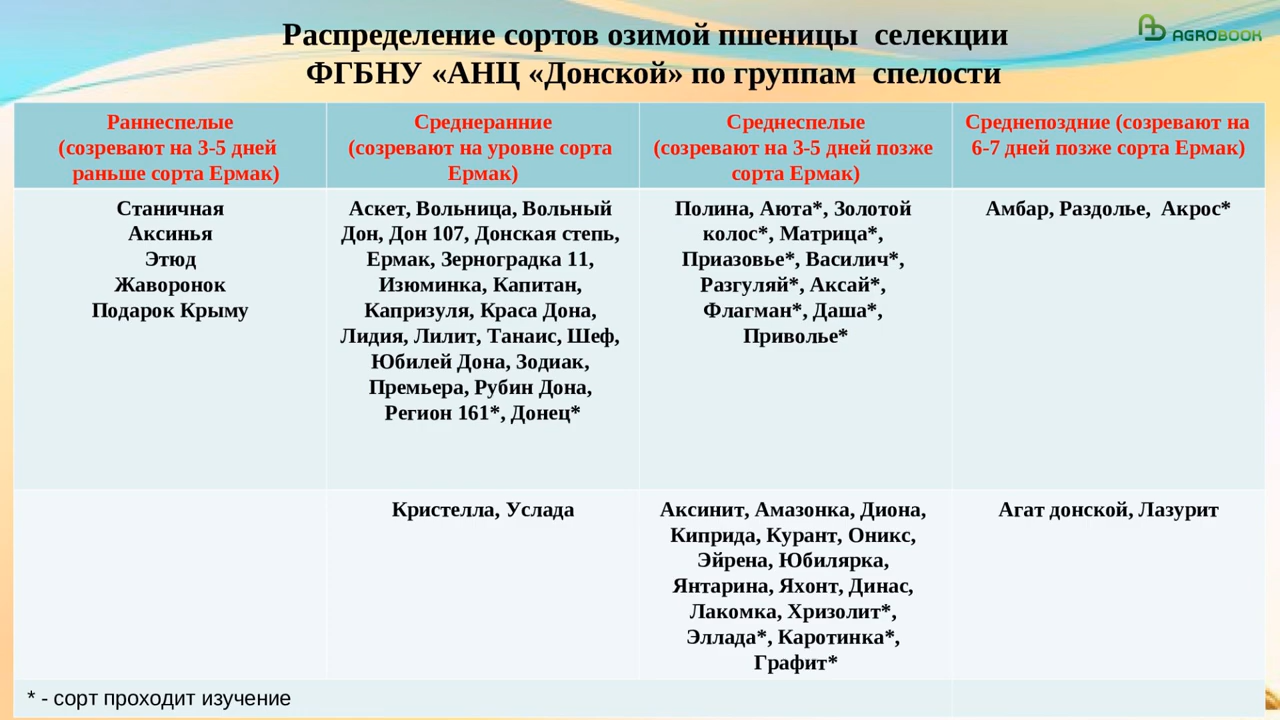 Распределение сортов озимой пшеницы селекции
ФГБНУ «АНЦ «Донской» по группам спелости
AGROBOOK
Раннеспелые
(созревают на 3-5 дней
раньше сорта Ермак)
Среднеранние
(созревают на уровне сорта
Ермак)
Среднеспелые
(созревают на 3-5 дней позже
сорта Ермак)
Среднепоздние (созревают на
6-7 дней позже сорта Ермак)
Станичная
Аксинья
Этюд
Жаворонок
Подарок Крыму
Аскет, Вольница, Вольный
Дон, Дон 107, Донская степь,
Ермак, Зерноградка 11,
Изюминка, Капитан,
Капризуля, Краса Дона,
Лидия, Лилит, Танаис, Шеф,
Юбилей Дона, Зодиак,
Премьера, Рубин Дона,
Регион 161*, Донец*
Полина, Аюта*, Золотой
колос*, Матрица*,
Приазовье*, Василич*,
Разгуляй*, Аксай*,
Флагман*, Даша*,
Приволье*
Амбар, Раздолье, Акрос*
Кристелла, Услада
Аксинит, Амазонка, Диона,
Киприда, Курант, Оникс,
Эйрена, Юбилярка,
Янтарина, Яхонт, Динас,
Лакомка, Хризолит*,
Эллада*, Каротинка*,
Графит*
Агат донской, Лазурит
* - сорт проходит изучение